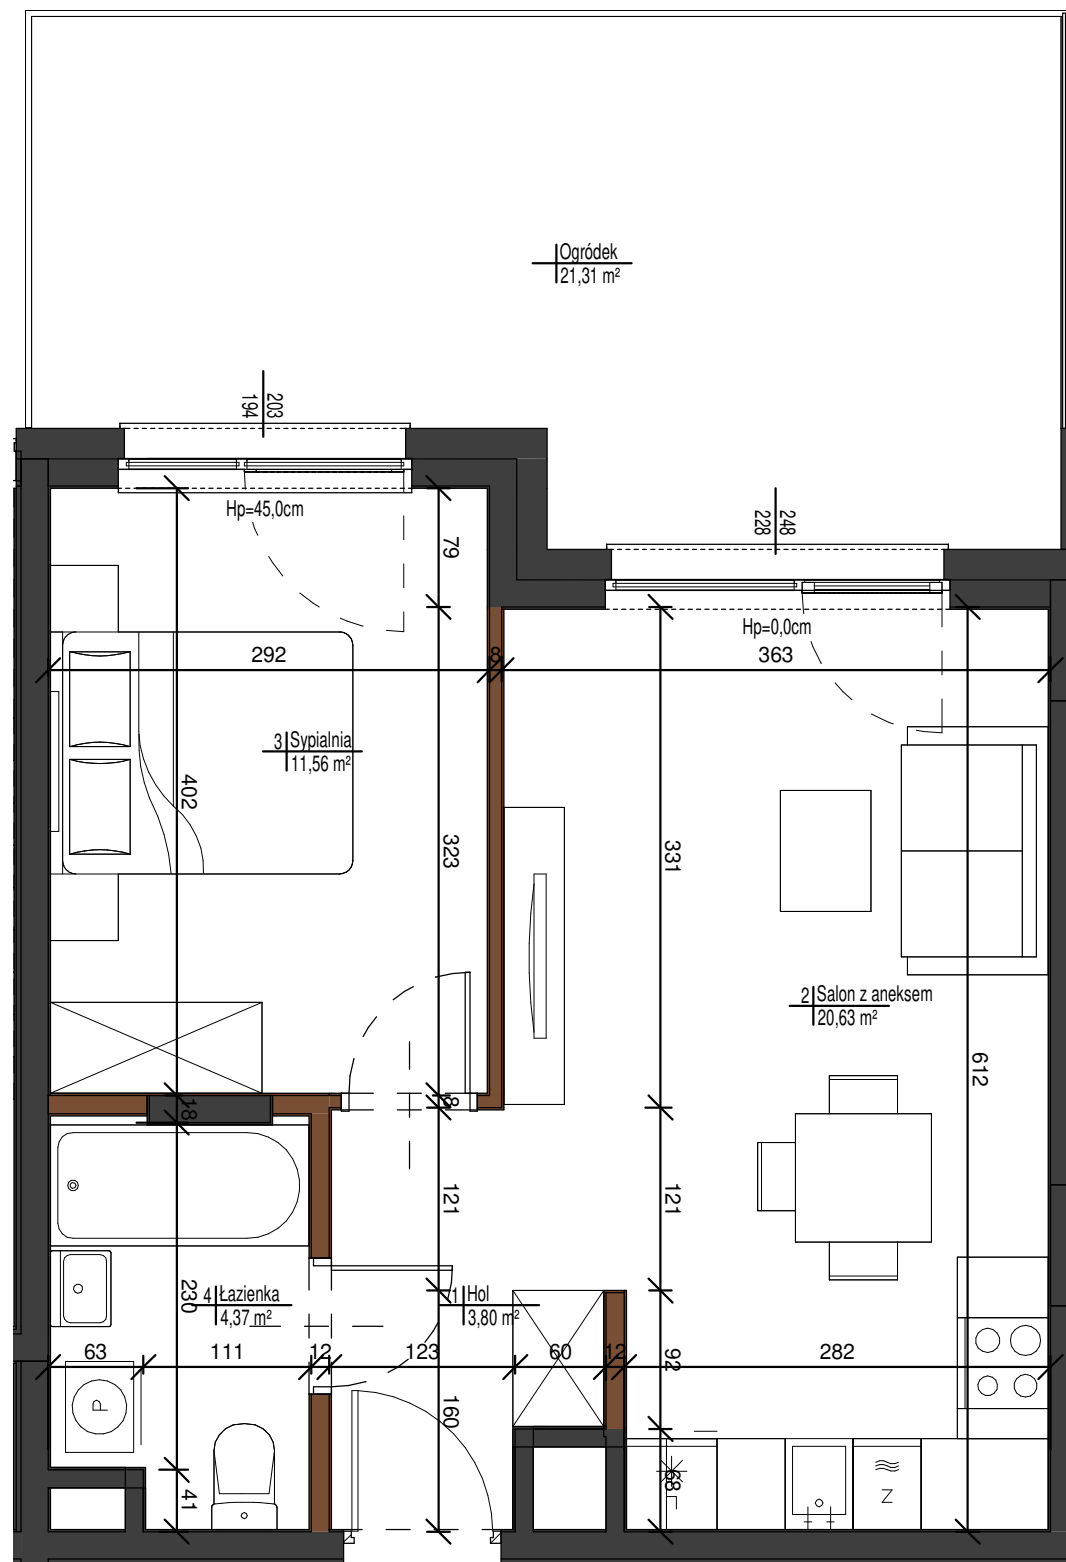 Ogródek
21,31 m²
203
194
248
228
Hp=45,0cm
Hp=0,0cm
79
292
8
363
3 Sypialnia
11,56 m²
402
323
331
2 Salon z aneksem
20,63 m²
612
18
8
121
121
230
4 Łazienka
4,37 m²
1 Hol
3,80 m²
63
111
12
123
60
12
92
282
160
P
41
68
L
Z